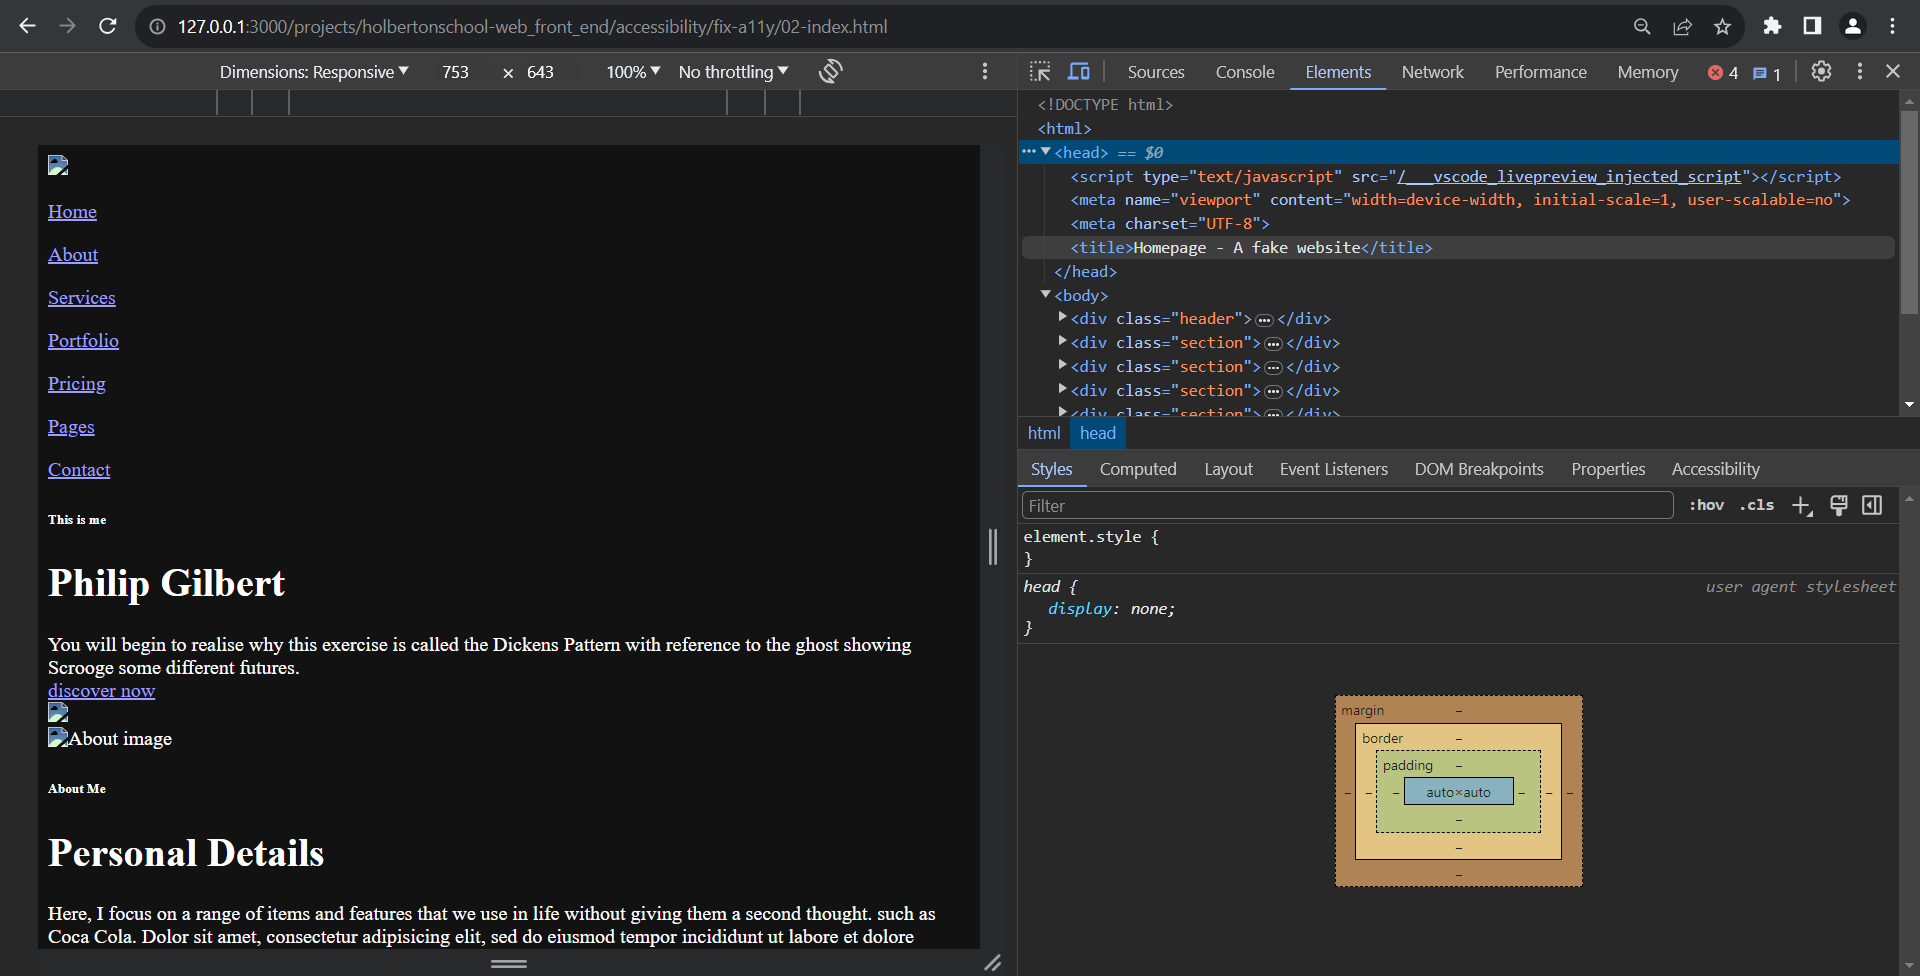 127.0.0.1:3000/projects/holbertonschool-web_front_end/accessibility/fix-a11y/02-index.html
Dimensions: Responsive 753 × 643 100% No throttling
Sources Console Elements Network Performance Memory 4 1
Home
About
Services
Portfolio
Pricing
Pages
Contact
This is me
Philip Gilbert
You will begin to realise why this exercise is called the Dickens Pattern with reference to the ghost showing
Scrooge some different futures.
discover now
About image
About Me
Personal Details
Here, I focus on a range of items and features that we use in life without giving them a second thought. such as
Coca Cola. Dolor sit amet, consectetur adipisicing elit, sed do eiusmod tempor incididunt ut labore et dolore
<!DOCTYPE html>
<html>
<head> == $0
<script type="text/javascript" src="/___vscode_livepreview_injected_script"></script>
<meta name="viewport" content="width=device-width, initial-scale=1, user-scalable=no">
<meta charset="UTF-8">
<title>Homepage - A fake website</title>
</head>
<body>
<div class="header"> </div>
<div class="section"> </div>
<div class="section"> </div>
<div class="section"> </div>
<div class="section"> </div>
html head
Styles Computed Layout Event Listeners DOM Breakpoints Properties Accessibility
Filter :hov .cls
element.style {
}
head { user agent stylesheet
display: none;
}
margin –
border –
padding –
– – – auto×auto – – –
–
–
–